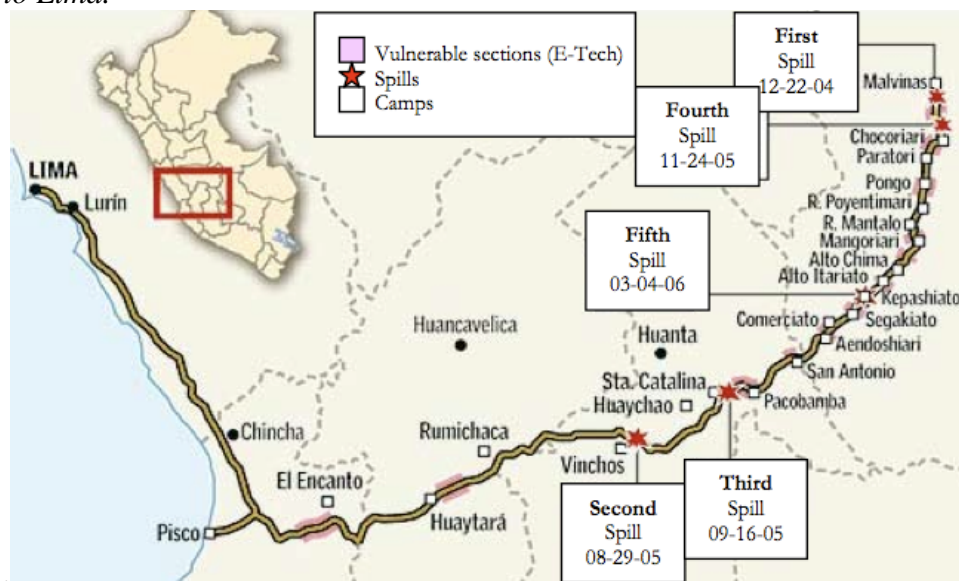 to Lima.
Vulnerable sections (E-Tech)
Spills
Camps
First
Spill
12-22-04
Fourth
Spill
11-24-05
Fifth
Spill
03-04-06
Malvinas
Chocoriari
Paratori
Pongo
R. Poyentimari
R. Mantalo
Mangoriari
Alto Chima
Alto Itariato
Kepashiato
Comerciato
Segakiato
Aendoshiari
San Antonio
LIMA
Lurín
Huancavelica
Huanta
Sta. Catalina
Huaychao
Pacobamba
Chincha
Rumichaca
Vinchos
El Encanto
Huaytará
Pisco
Second
Spill
08-29-05
Third
Spill
09-16-05